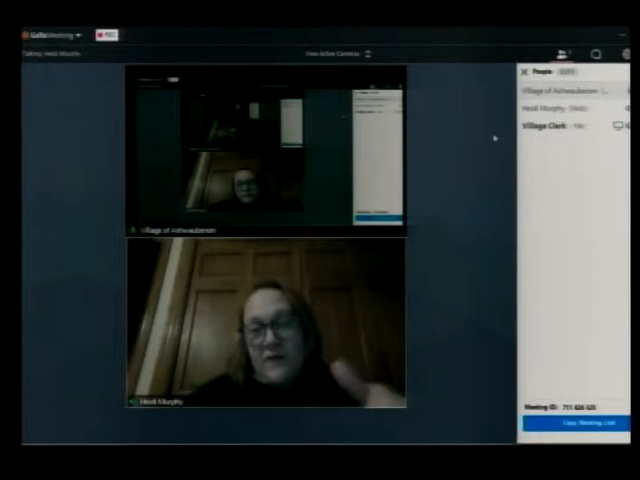 GoToMeeting
REC
Talking: Heidi Murphy
View Active Cameras
People
Village of Ashwaubenon
Heidi Murphy
Village Clerk
Village of Ashwaubenon
Heidi Murphy
Meeting ID:
Copy Meeting Link